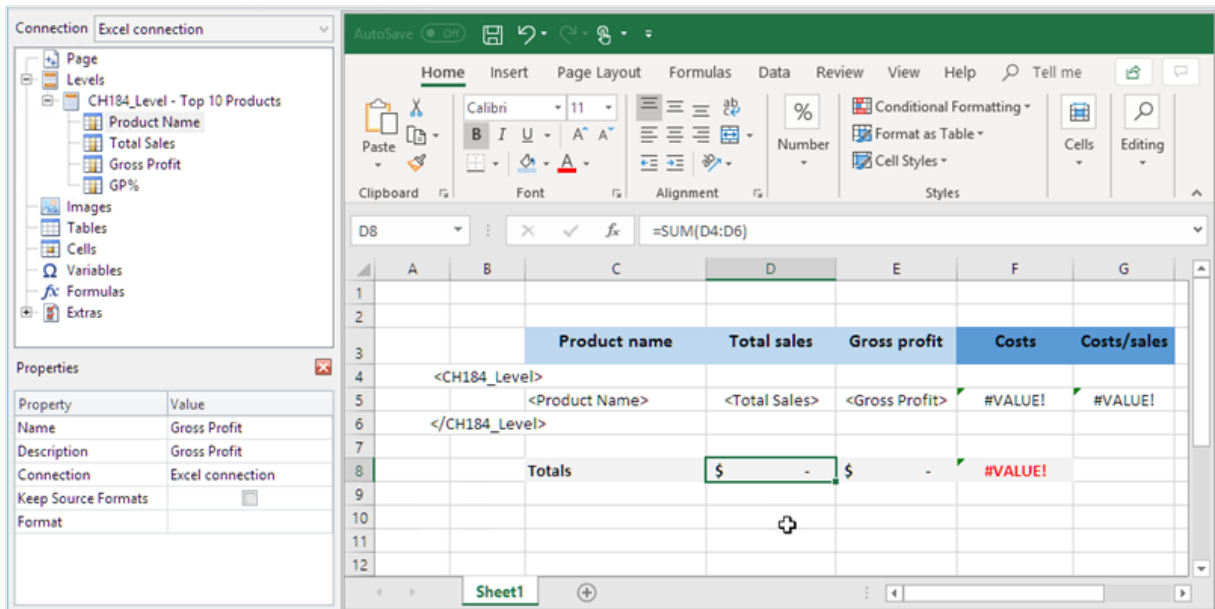 Connection Excel connection
Page
Levels
CH184_Level - Top 10 Products
Product Name
Total Sales
Gross Profit
GP%
Images
Tables
Cells
Variables
fx Formulas
Extras
Properties
Property Value
Name Gross Profit
Description Gross Profit
Connection Excel connection
Keep Source Formats
Format
AutoSave Off
Home Insert Page Layout Formulas Data Review View Help Tell me
Paste
Calibri 11
B I U A A A
ab
%
Number
Conditional Formatting
Format as Table
Cell Styles
Cells
Editing
Clipboard Font Alignment Styles
D8 fx =SUM(D4:D6)
A B C D E F G
1
2
3 Product name Total sales Gross profit Costs Costs/sales
4 <CH184_Level>
5 <Product Name> <Total Sales> <Gross Profit> #VALUE! #VALUE!
6 </CH184_Level>
7
8 Totals $ - $ - #VALUE!
9
10
11
12
Sheet1